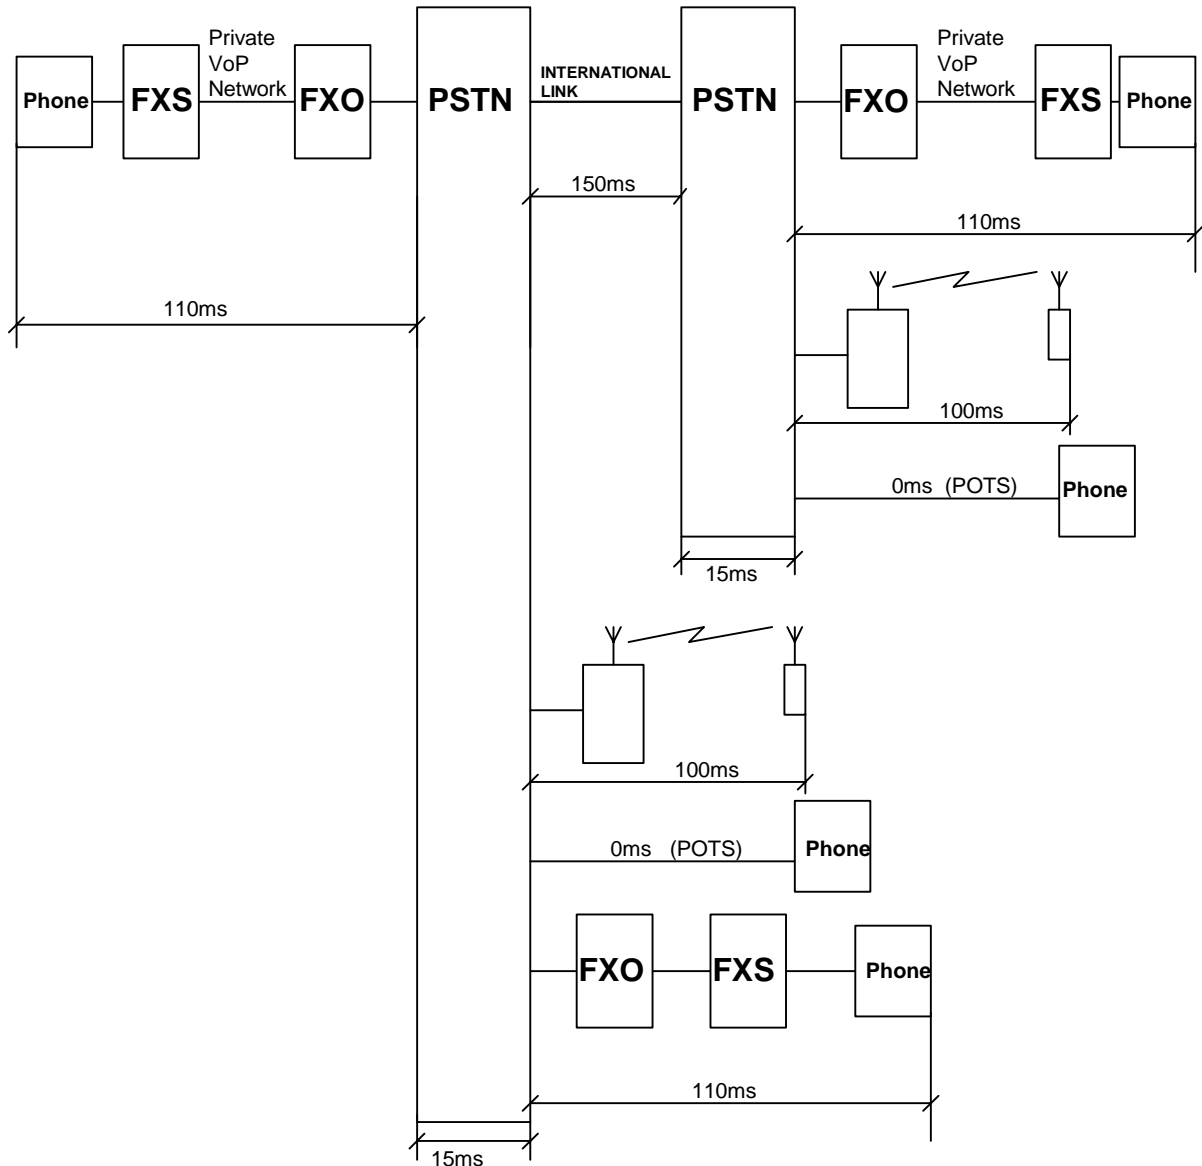 Private
VoP
Network
Phone
FXS
FXO
PSTN
INTERNATIONAL
LINK
PSTN
FXO
Private
VoP
Network
FXS
Phone
150ms
110ms
110ms
100ms
0ms (POTS)
Phone
15ms
100ms
0ms (POTS)
Phone
FXO
FXS
Phone
110ms
15ms